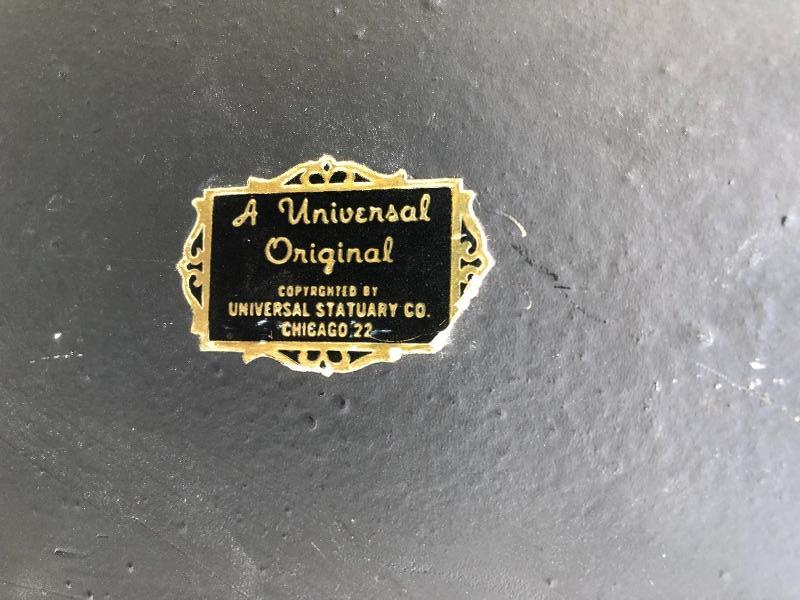 A Universal
Original
COPYRGHTED BY
UNIVERSAL STATUARY CO.
CHICAGO 22